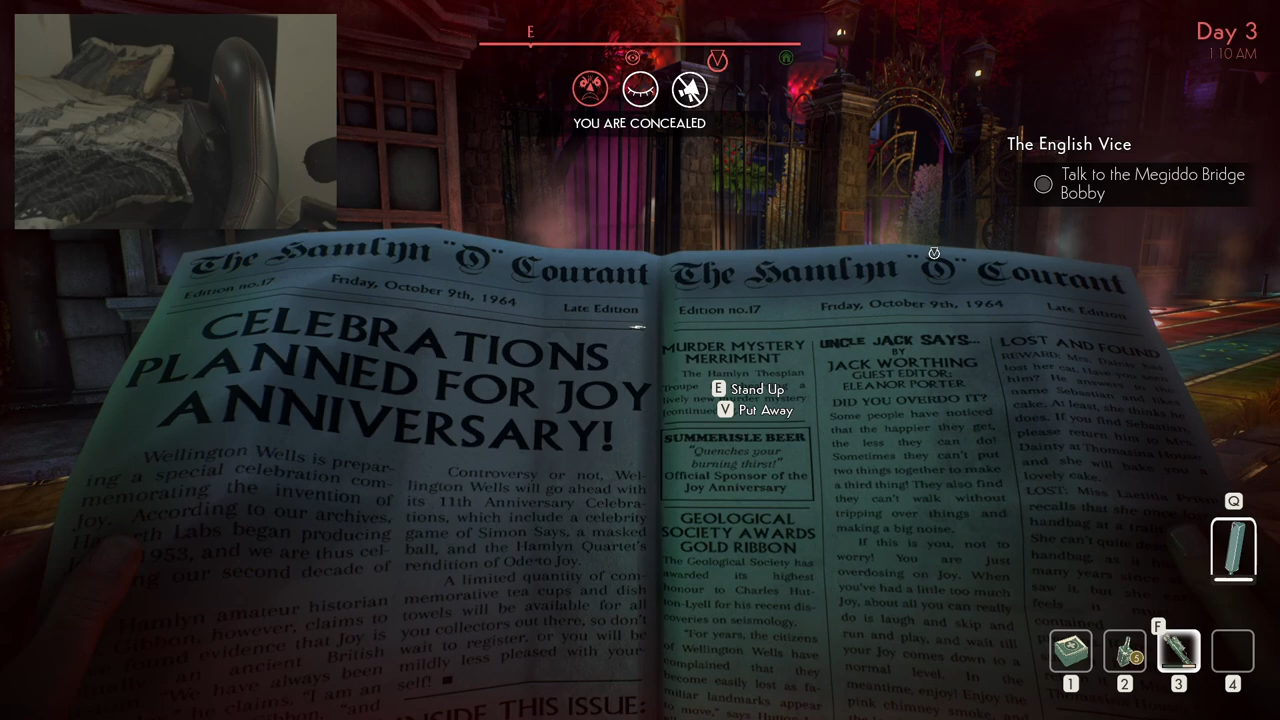 E
YOU ARE CONCEALED
Day 3
1:10 AM
The English Vice
Talk to the Megiddo Bridge
Bobby
The Hamlyn "O" Courant
Edition no.17
Friday, October 9th, 1964
Late Edition
CELEBRATIONS
PLANNED FOR JOY
ANNIVERSARY!
Wellington Wells is prepar-
ing a special celebration com-
memorating the invention of
Joy. According to our archives,
Labs began producing
1953, and we are thus cel-
our second decade of
Hamlyn amateur historian
however, claims to
found evidence that Joy is
an ancient British
"We have always been
he claims. "I am an
"and
Controversy or not, Wel-
lington Wells will go ahead with
its 11th Anniversary Celebra-
tions, which include a celebrity
game of Simon Says, a masked
ball, and the Hamlyn Quartet's
rendition of Ode to Joy.
A limited quantity of com-
memorative tea cups and dish
towels will be available for all
you collectors out there, so don't
wait to register, or you will be
mildly less pleased with your-
self!
INSIDE THIS ISSUE:
The Hamlyn "O" Courant
Edition no.17
Friday, October 9th, 1964
Late Edition
MURDER MYSTERY
MERRIMENT
The Hamlyn Thespian
Troupe
murder mystery
E Stand Up
V Put Away
SUMMERISLE BEER
"Quenches your
burning thirst!"
Official Sponsor of the
Joy Anniversary
GEOLOGICAL
SOCIETY AWARDS
GOLD RIBBON
The Geological Society has
awarded its highest
honour to Charles Hut-
ton-Lyell for his recent dis-
coveries on seismology.
"For years, the citizens
of Wellington Wells have
complained that they
become easily lost as fa-
miliar landmarks appear
to move," says
UNCLE JACK SAYS...
BY
JACK WORTHING
GUEST EDITOR:
ELEANOR PORTER
DID YOU OVERDO IT?
Some people have noticed
that the happier they get,
the less they can do!
Sometimes they can't put
two things together to make
a third thing! They also find
they can't walk without
tripping over things and
making a big noise.
If this is you, not to
worry! You are just
overdosing on Joy. When
you've had a little too much
Joy, about all you can really
do is laugh and skip and
run and play, and wait till
your Joy comes down to a
normal level. In the
meantime, enjoy! Enjoy the
pink chimney smoke, and
LOST AND FOUND
REWARD: Mrs. Dainty has
lost her cat. Have you seen
him? He answers to the
name Sebastian and likes
cake. At least, she thinks he
does. If you find Sebastian,
please return him to Mrs.
Dainty at Thomasina House
and she will bake you a
lovely cake.
LOST: Miss Laetitia
recalls that she once
handbag at a train
She can't quite
handbag, as it
many years since
saw it, but she
feels it
Q
F
5
1
2
3
4